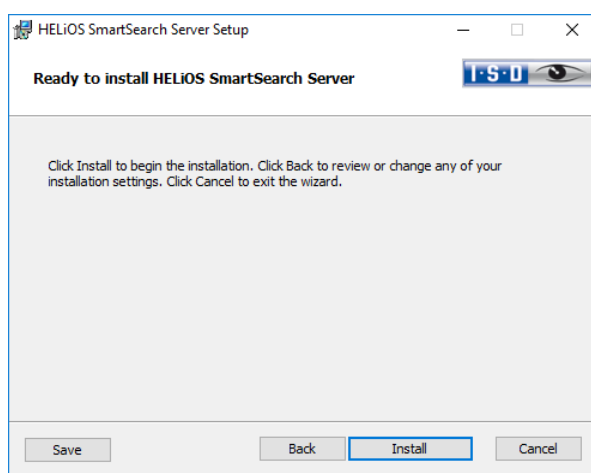 HELiOS SmartSearch Server Setup
Ready to install HELiOS SmartSearch Server
I·S·D
Click Install to begin the installation. Click Back to review or change any of your
installation settings. Click Cancel to exit the wizard.
Save
Back
Install
Cancel